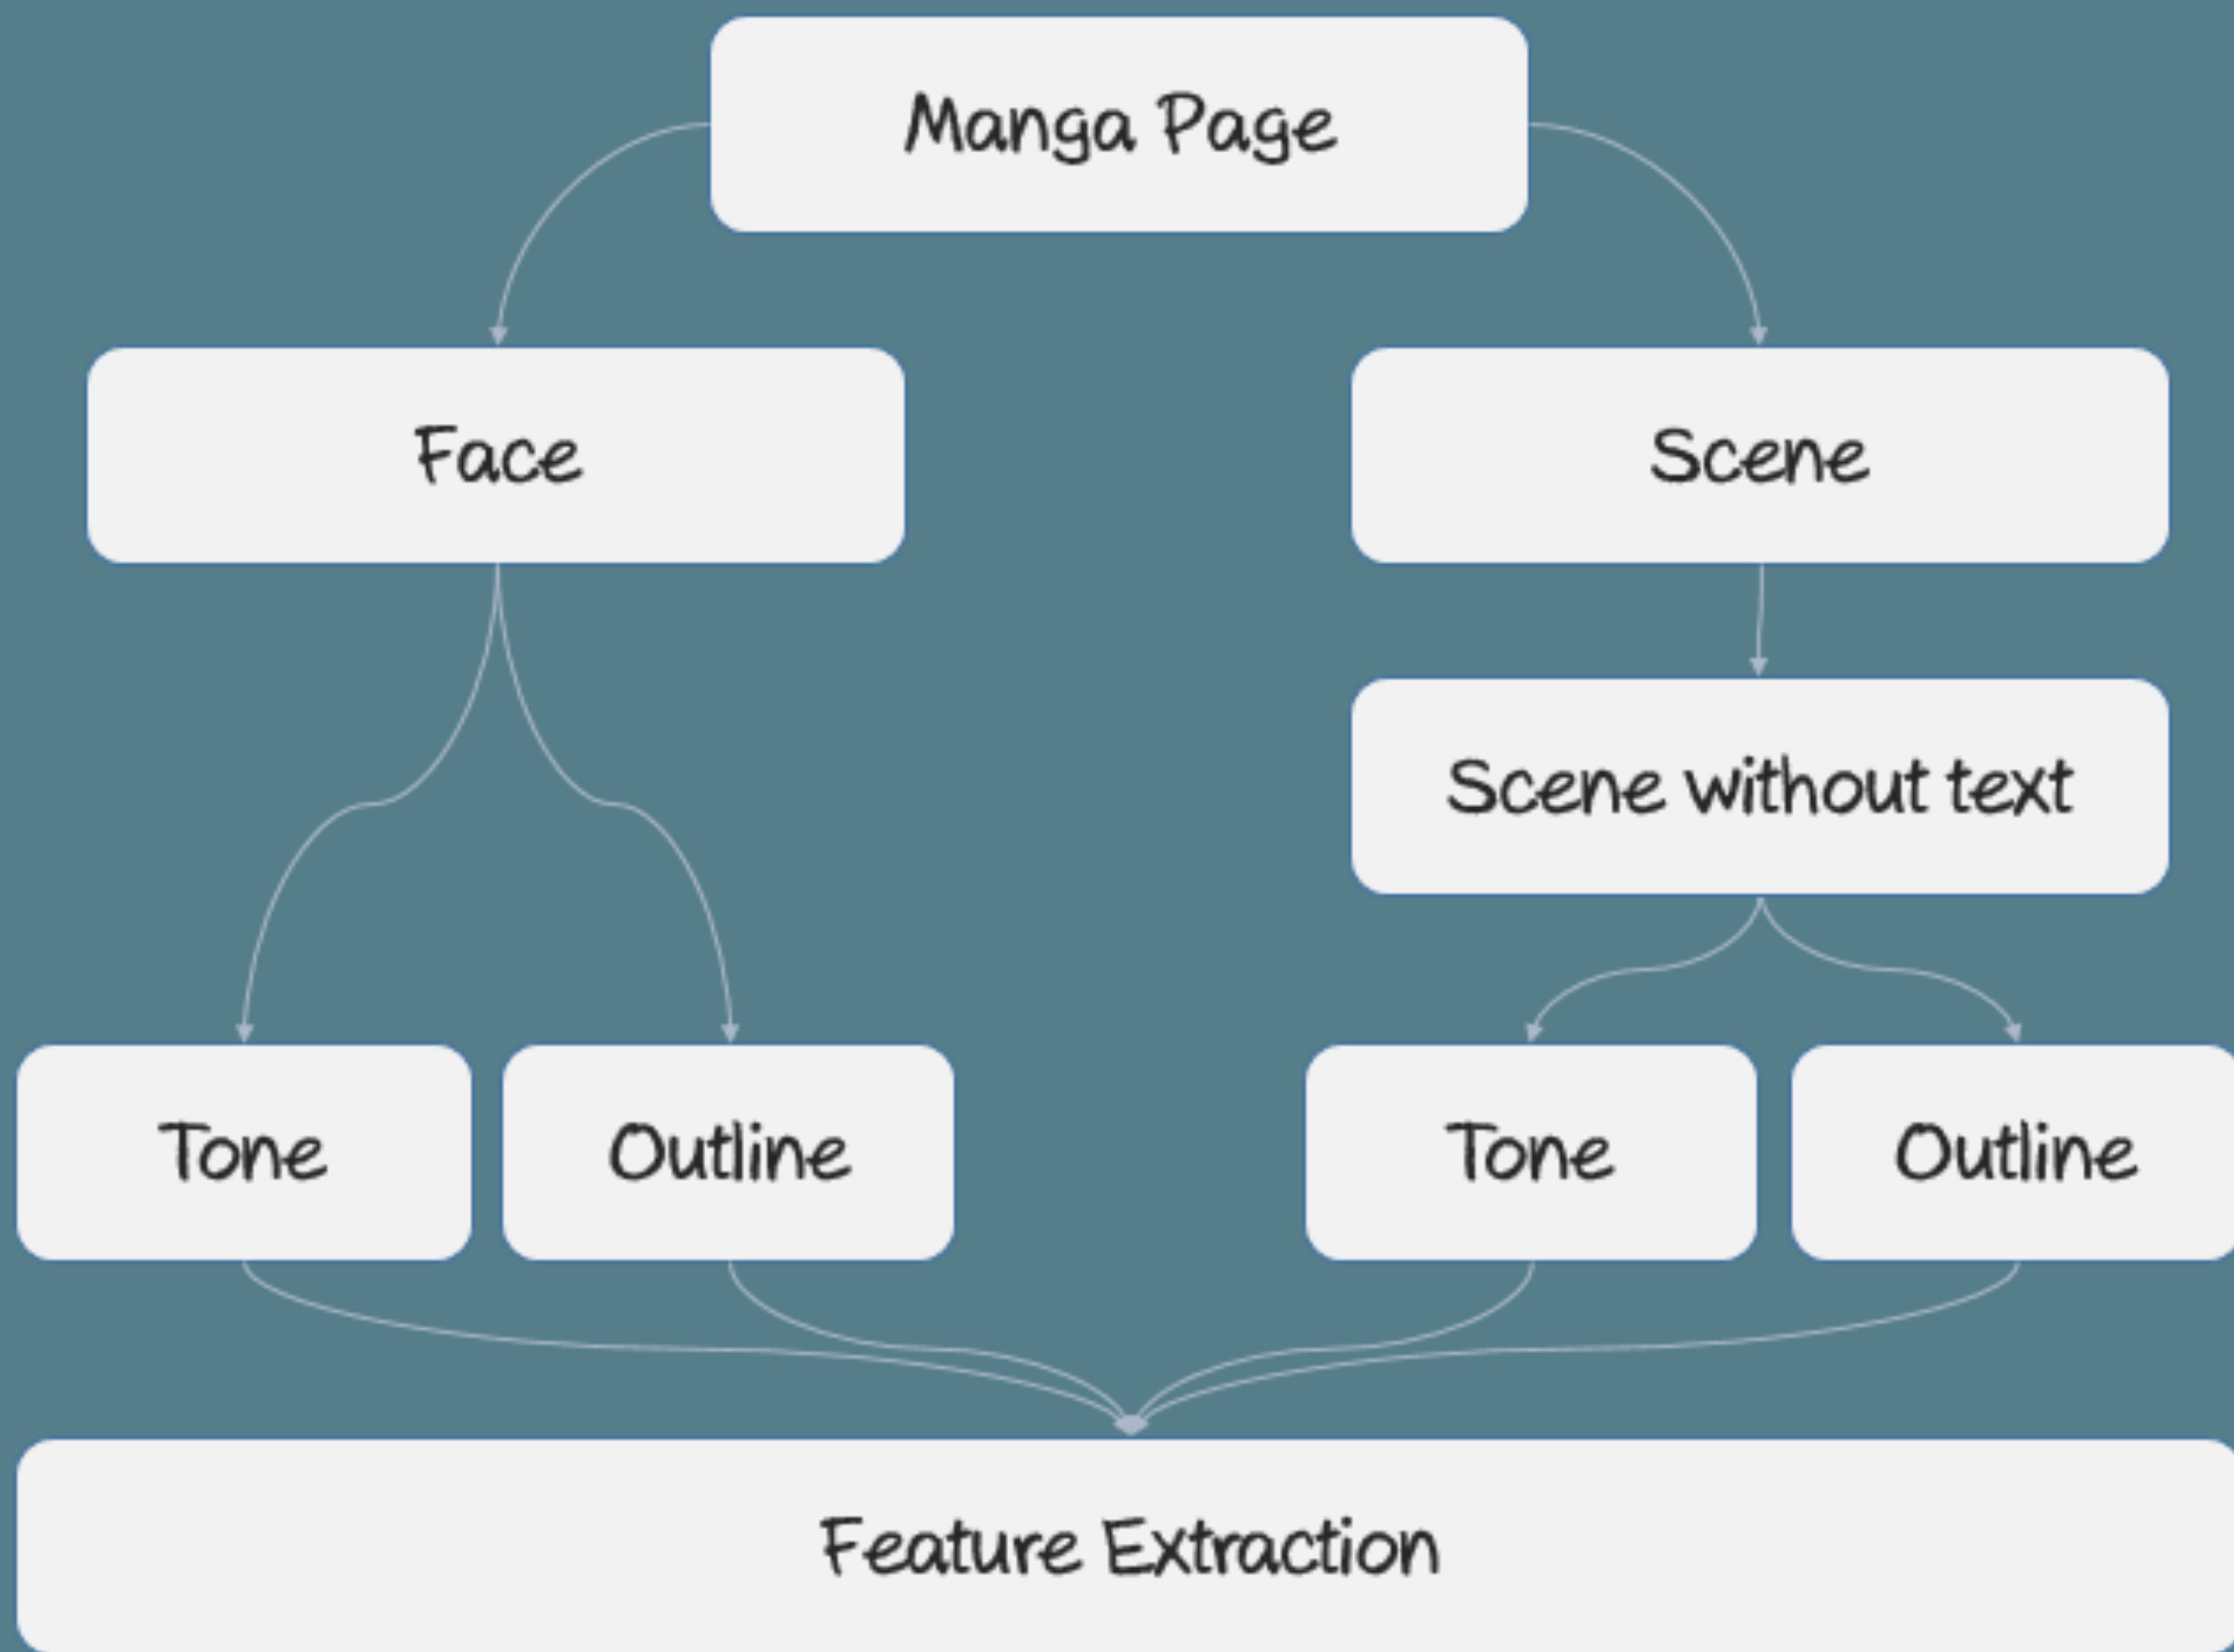 Manga Page
Face
Scene
Scene without text
Tone
Outline
Tone
Outline
Feature Extraction